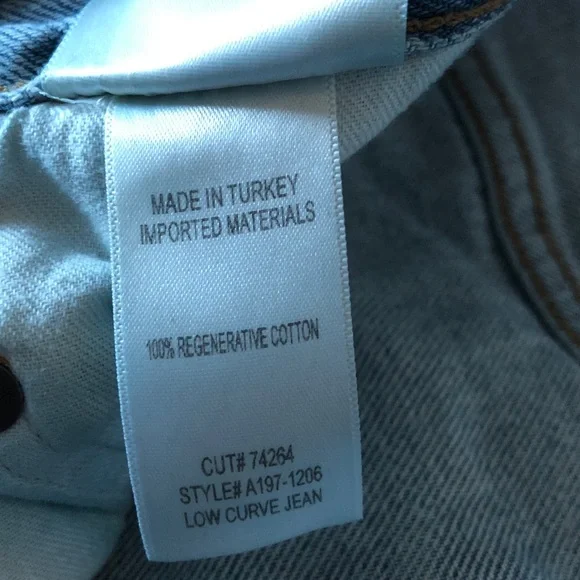 MADE IN TURKEY
IMPORTED MATERIALS
100% REGENERATIVE COTTON
CUT# 74264
STYLE# A197-1206
LOW CURVE JEAN